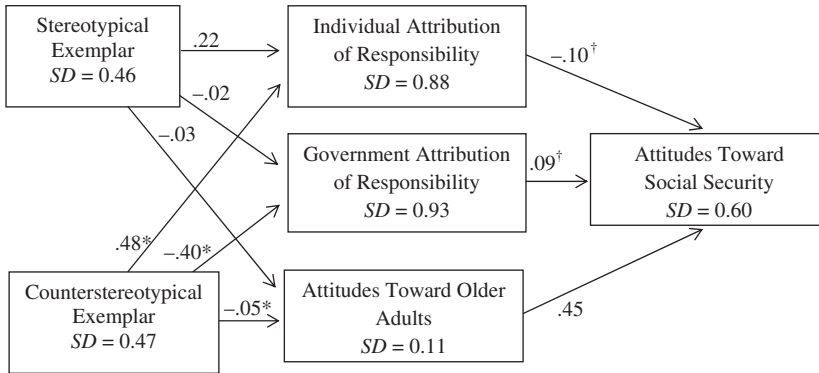 Stereotypical
Exemplar
SD = 0.46
.22
–.02
–.03
Individual Attribution
of Responsibility
SD = 0.88
–.10†
Government Attribution
of Responsibility
SD = 0.93
.09†
Attitudes Toward
Social Security
SD = 0.60
.48*
–.40*
Counterstereotypical
Exemplar
SD = 0.47
–.05*
Attitudes Toward Older
Adults
SD = 0.11
.45